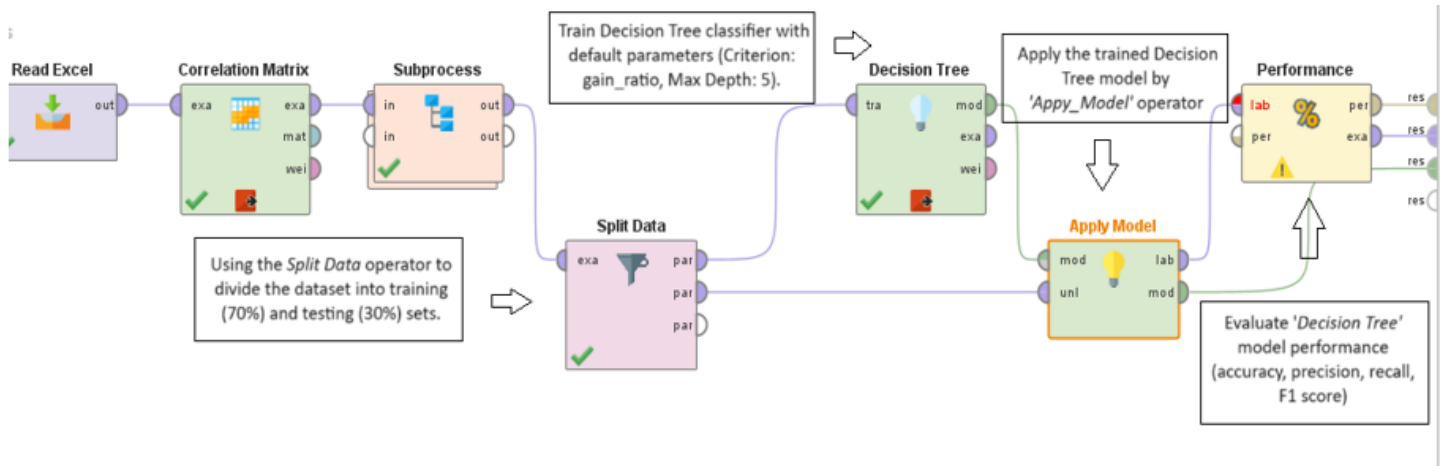 s
Train Decision Tree classifier with
default parameters (Criterion:
gain_ratio, Max Depth: 5).
Apply the trained Decision
Tree model by
'Appy_Model' operator
Read Excel
out
Correlation Matrix
exa exa
mat
wei
Subprocess
in out
in out
Decision Tree
tra mod
exa
wei
Performance
lab per
per exa
res
res
res
res
Using the Split Data operator to
divide the dataset into training
(70%) and testing (30%) sets.
Split Data
exa par
par
par
Apply Model
mod lab
unl mod
Evaluate 'Decision Tree'
model performance
(accuracy, precision, recall,
F1 score)